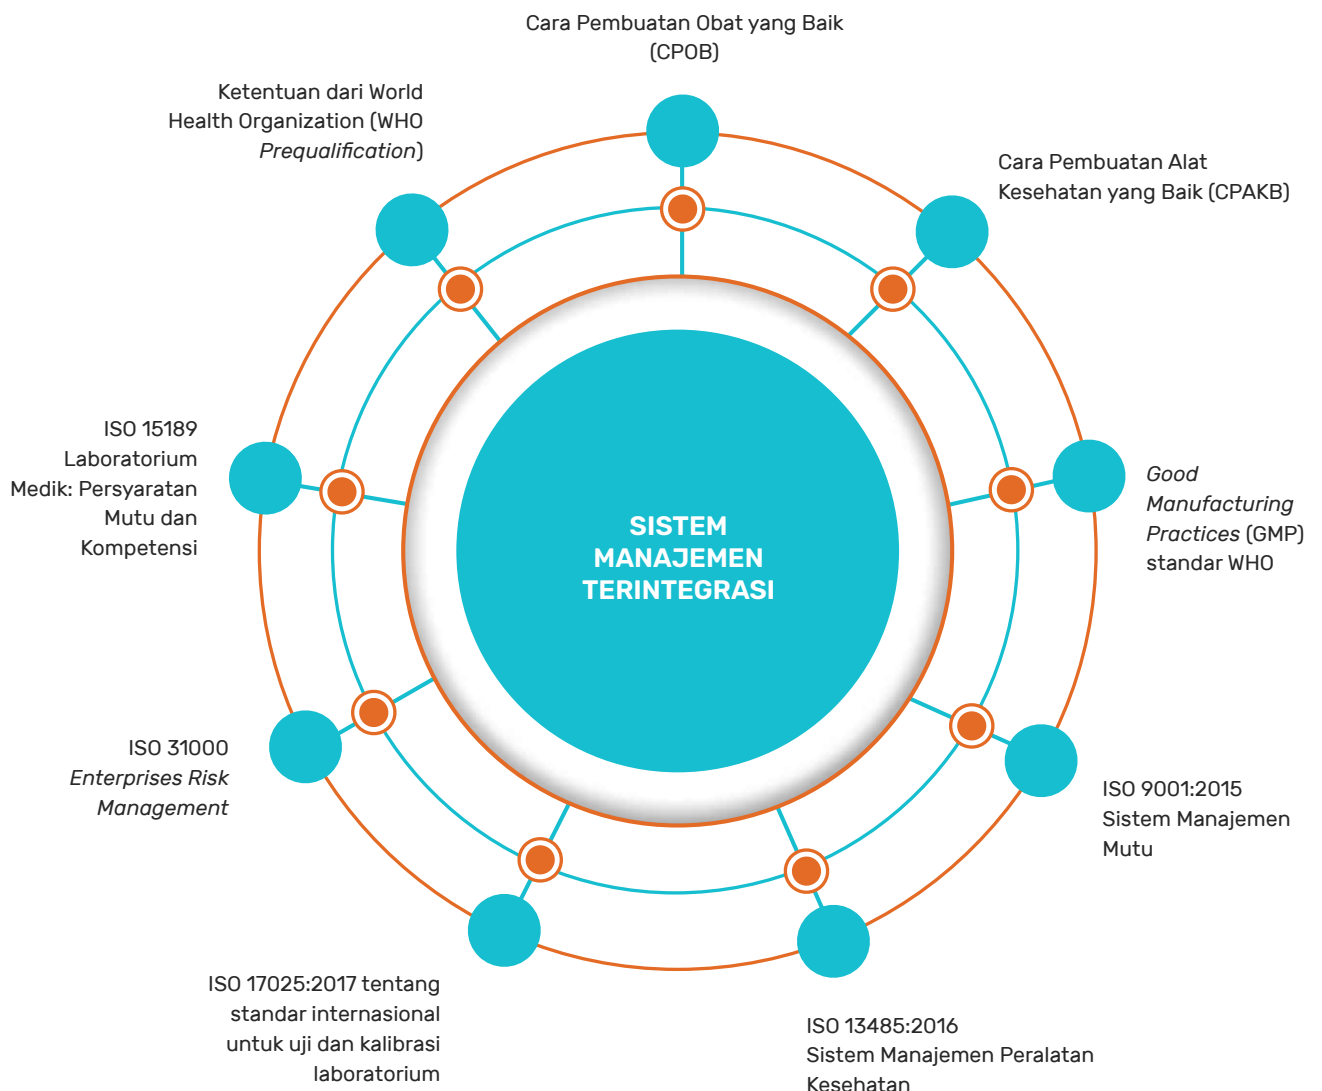 Cara Pembuatan Obat yang Baik
(CPOB)
Ketentuan dari World
Health Organization (WHO
Prequalification)
Cara Pembuatan Alat
Kesehatan yang Baik (CPAKB)
ISO 15189
Laboratorium
Medik: Persyaratan
Mutu dan
Kompetensi
Good
Manufacturing
Practices (GMP)
standar WHO
SISTEM
MANAJEMEN
TERINTEGRASI
ISO 31000
Enterprises Risk
Management
ISO 9001:2015
Sistem Manajemen
Mutu
ISO 17025:2017 tentang
standar internasional
untuk uji dan kalibrasi
laboratorium
ISO 13485:2016
Sistem Manajemen Peralatan
Kesehatan